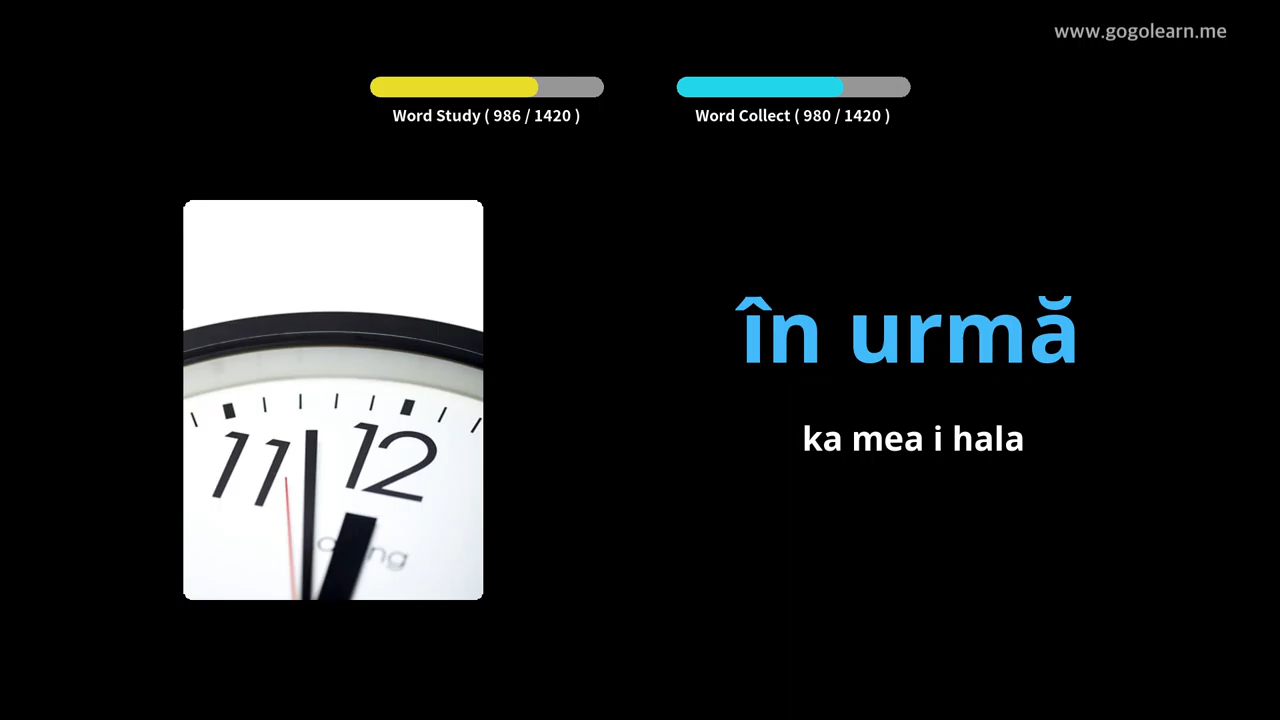 www.gogolearn.me
Word Study ( 986 / 1420 )
Word Collect ( 980 / 1420 )
în urmă
ka mea i hala
11
12